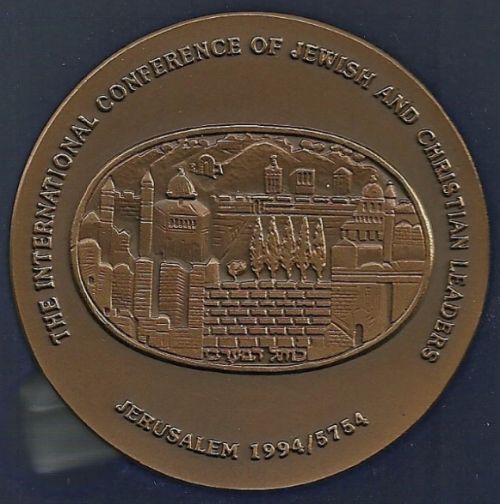 THE INTERNATIONAL CONFERENCE OF JEWISH AND CHRISTIAN LEADERS
כותל המערבי
JERUSALEM 1994/5754